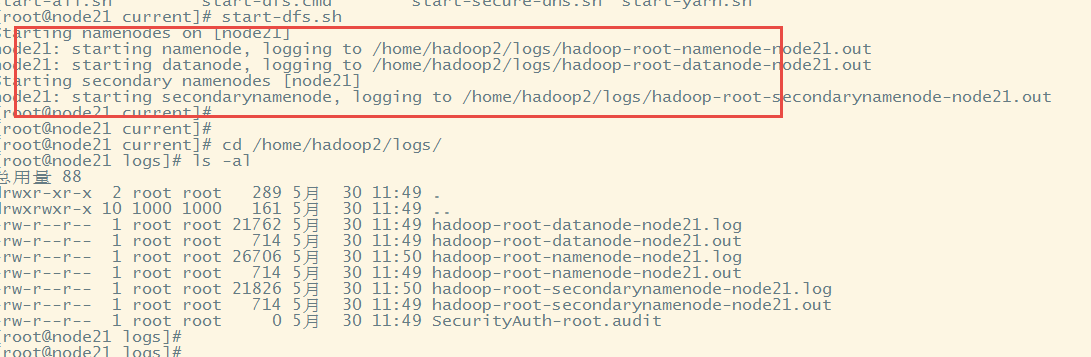 tart-all.sh start-dfs.cmd start-secure-dns.sh start-yarn.sh
[root@node21 current]# start-dfs.sh
Starting namenodes on [node21]
node21: starting namenode, logging to /home/hadoop2/logs/hadoop-root-namenode-node21.out
node21: starting datanode, logging to /home/hadoop2/logs/hadoop-root-datanode-node21.out
Starting secondary namenodes [node21]
node21: starting secondarynamenode, logging to /home/hadoop2/logs/hadoop-root-secondarynamenode-node21.out
[root@node21 current]#
[root@node21 current]#
[root@node21 current]# cd /home/hadoop2/logs/
[root@node21 logs]# ls -al
总用量 88
drwxr-xr-x 2 root root 289 5月 30 11:49 .
drwxrwxr-x 10 1000 1000 161 5月 30 11:49 ..
-rw-r--r-- 1 root root 21762 5月 30 11:49 hadoop-root-datanode-node21.log
-rw-r--r-- 1 root root 714 5月 30 11:49 hadoop-root-datanode-node21.out
-rw-r--r-- 1 root root 26706 5月 30 11:50 hadoop-root-namenode-node21.log
-rw-r--r-- 1 root root 714 5月 30 11:49 hadoop-root-namenode-node21.out
-rw-r--r-- 1 root root 21826 5月 30 11:50 hadoop-root-secondarynamenode-node21.log
-rw-r--r-- 1 root root 714 5月 30 11:49 hadoop-root-secondarynamenode-node21.out
-rw-r--r-- 1 root root 0 5月 30 11:49 SecurityAuth-root.audit
[root@node21 logs]#
[root@node21 logs]#